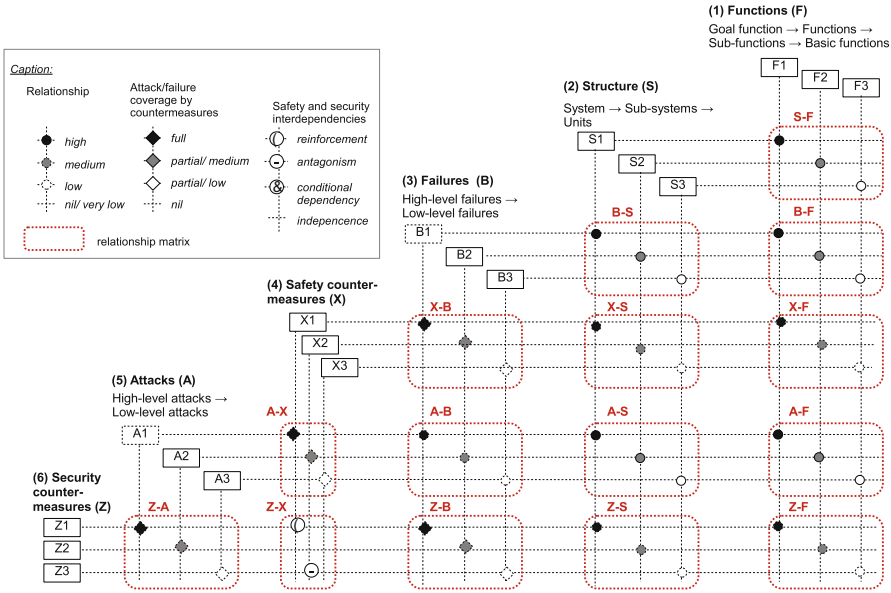 (1) Functions (F)
Goal function → Functions →
Sub-functions → Basic functions
F1
F2
F3
Caption:
Relationship
Attack/failure
coverage by
countermeasures
Safety and security
interdependencies
high
medium
low
nil/ very low
full
partial/ medium
partial/ low
nil
reinforcement
antagonism
&
conditional
dependency
indepencence
relationship matrix
(2) Structure (S)
System → Sub-systems →
Units
S1
S2
S3
S-F
(3) Failures (B)
High-level failures →
Low-level failures
B1
B2
B3
B-S
B-F
(4) Safety counter-
measures (X)
X1
X2
X3
X-B
X-S
X-F
(5) Attacks (A)
High-level attacks →
Low-level attacks
A1
A2
A3
A-X
A-B
A-S
A-F
(6) Security
counter-
measures (Z)
Z1
Z2
Z3
Z-A
Z-X
Z-B
Z-S
Z-F